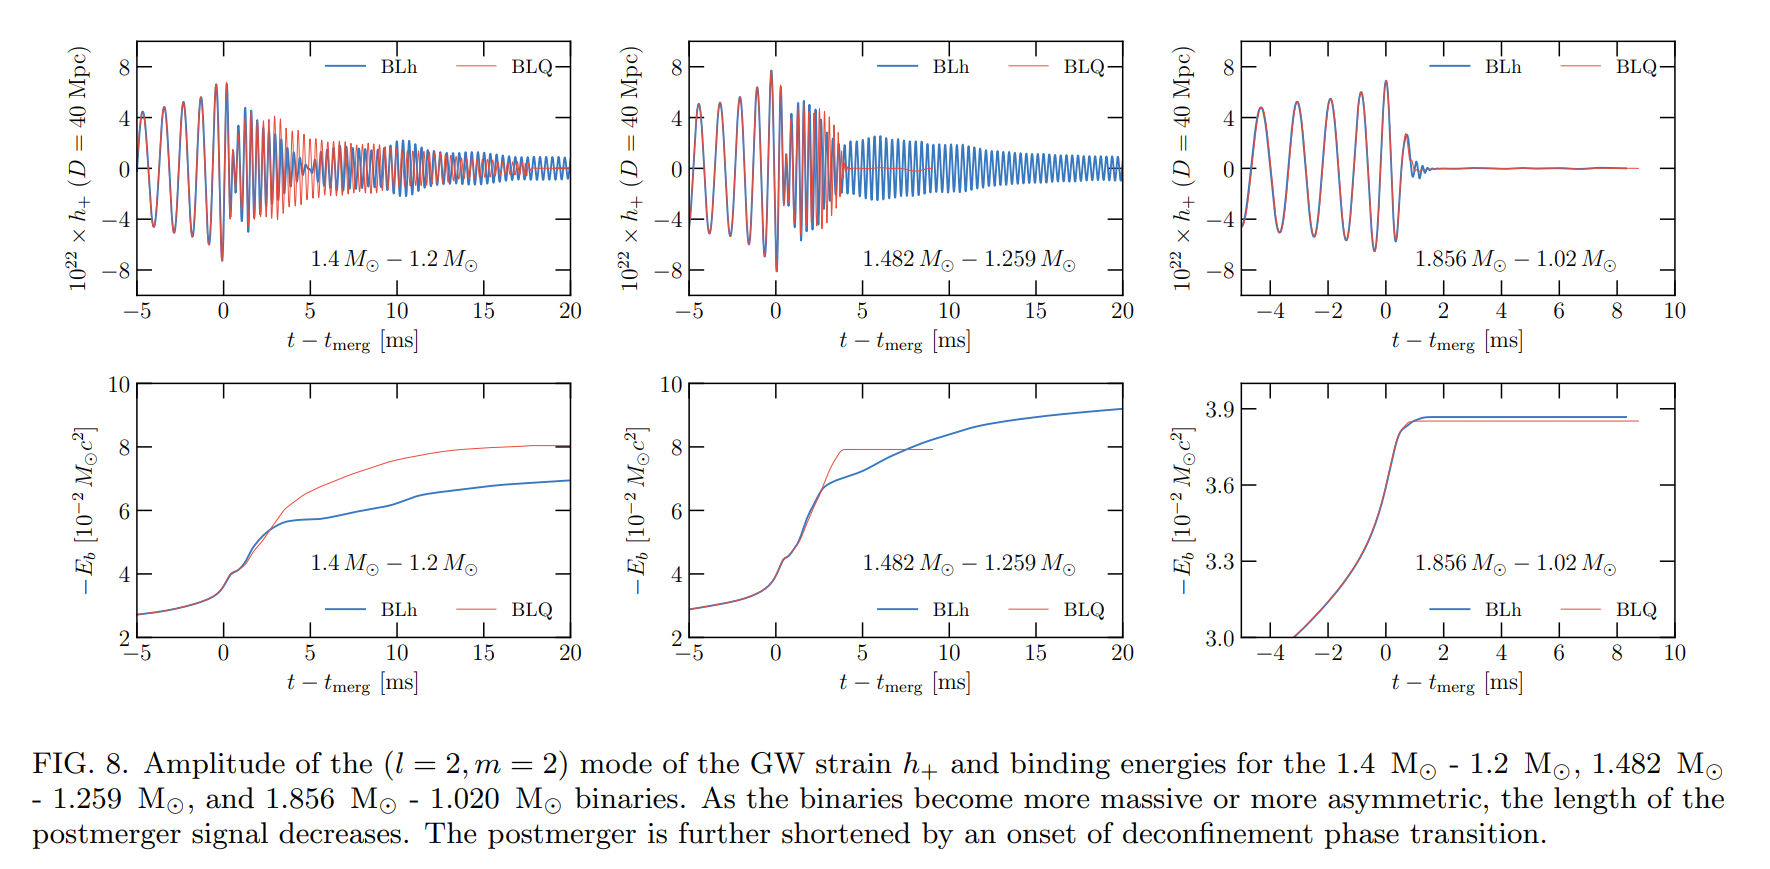 10²² × h₊ (D = 40 Mpc)
8
4
0
−4
−8
BLh
BLQ
1.4 M⊙ − 1.2 M⊙
−5 0 5 10 15 20
t − tmerg [ms]
10²² × h₊ (D = 40 Mpc)
8
4
0
−4
−8
BLh
BLQ
1.482 M⊙ − 1.259 M⊙
−5 0 5 10 15 20
t − tmerg [ms]
10²² × h₊ (D = 40 Mpc)
8
4
0
−4
−8
BLh
BLQ
1.856 M⊙ − 1.02 M⊙
−4 −2 0 2 4 6 8 10
t − tmerg [ms]
−Eb [10⁻² M⊙c²]
10
8
6
4
2
1.4 M⊙ − 1.2 M⊙
BLh
BLQ
−5 0 5 10 15 20
t − tmerg [ms]
−Eb [10⁻² M⊙c²]
10
8
6
4
2
1.482 M⊙ − 1.259 M⊙
BLh
BLQ
−5 0 5 10 15 20
t − tmerg [ms]
−Eb [10⁻² M⊙c²]
3.9
3.6
3.3
3.0
1.856 M⊙ − 1.02 M⊙
BLh
BLQ
−4 −2 0 2 4 6 8 10
t − tmerg [ms]
FIG. 8. Amplitude of the (l = 2, m = 2) mode of the GW strain h₊ and binding energies for the 1.4 M⊙ - 1.2 M⊙, 1.482 M⊙
- 1.259 M⊙, and 1.856 M⊙ - 1.020 M⊙ binaries. As the binaries become more massive or more asymmetric, the length of the
postmerger signal decreases. The postmerger is further shortened by an onset of deconfinement phase transition.